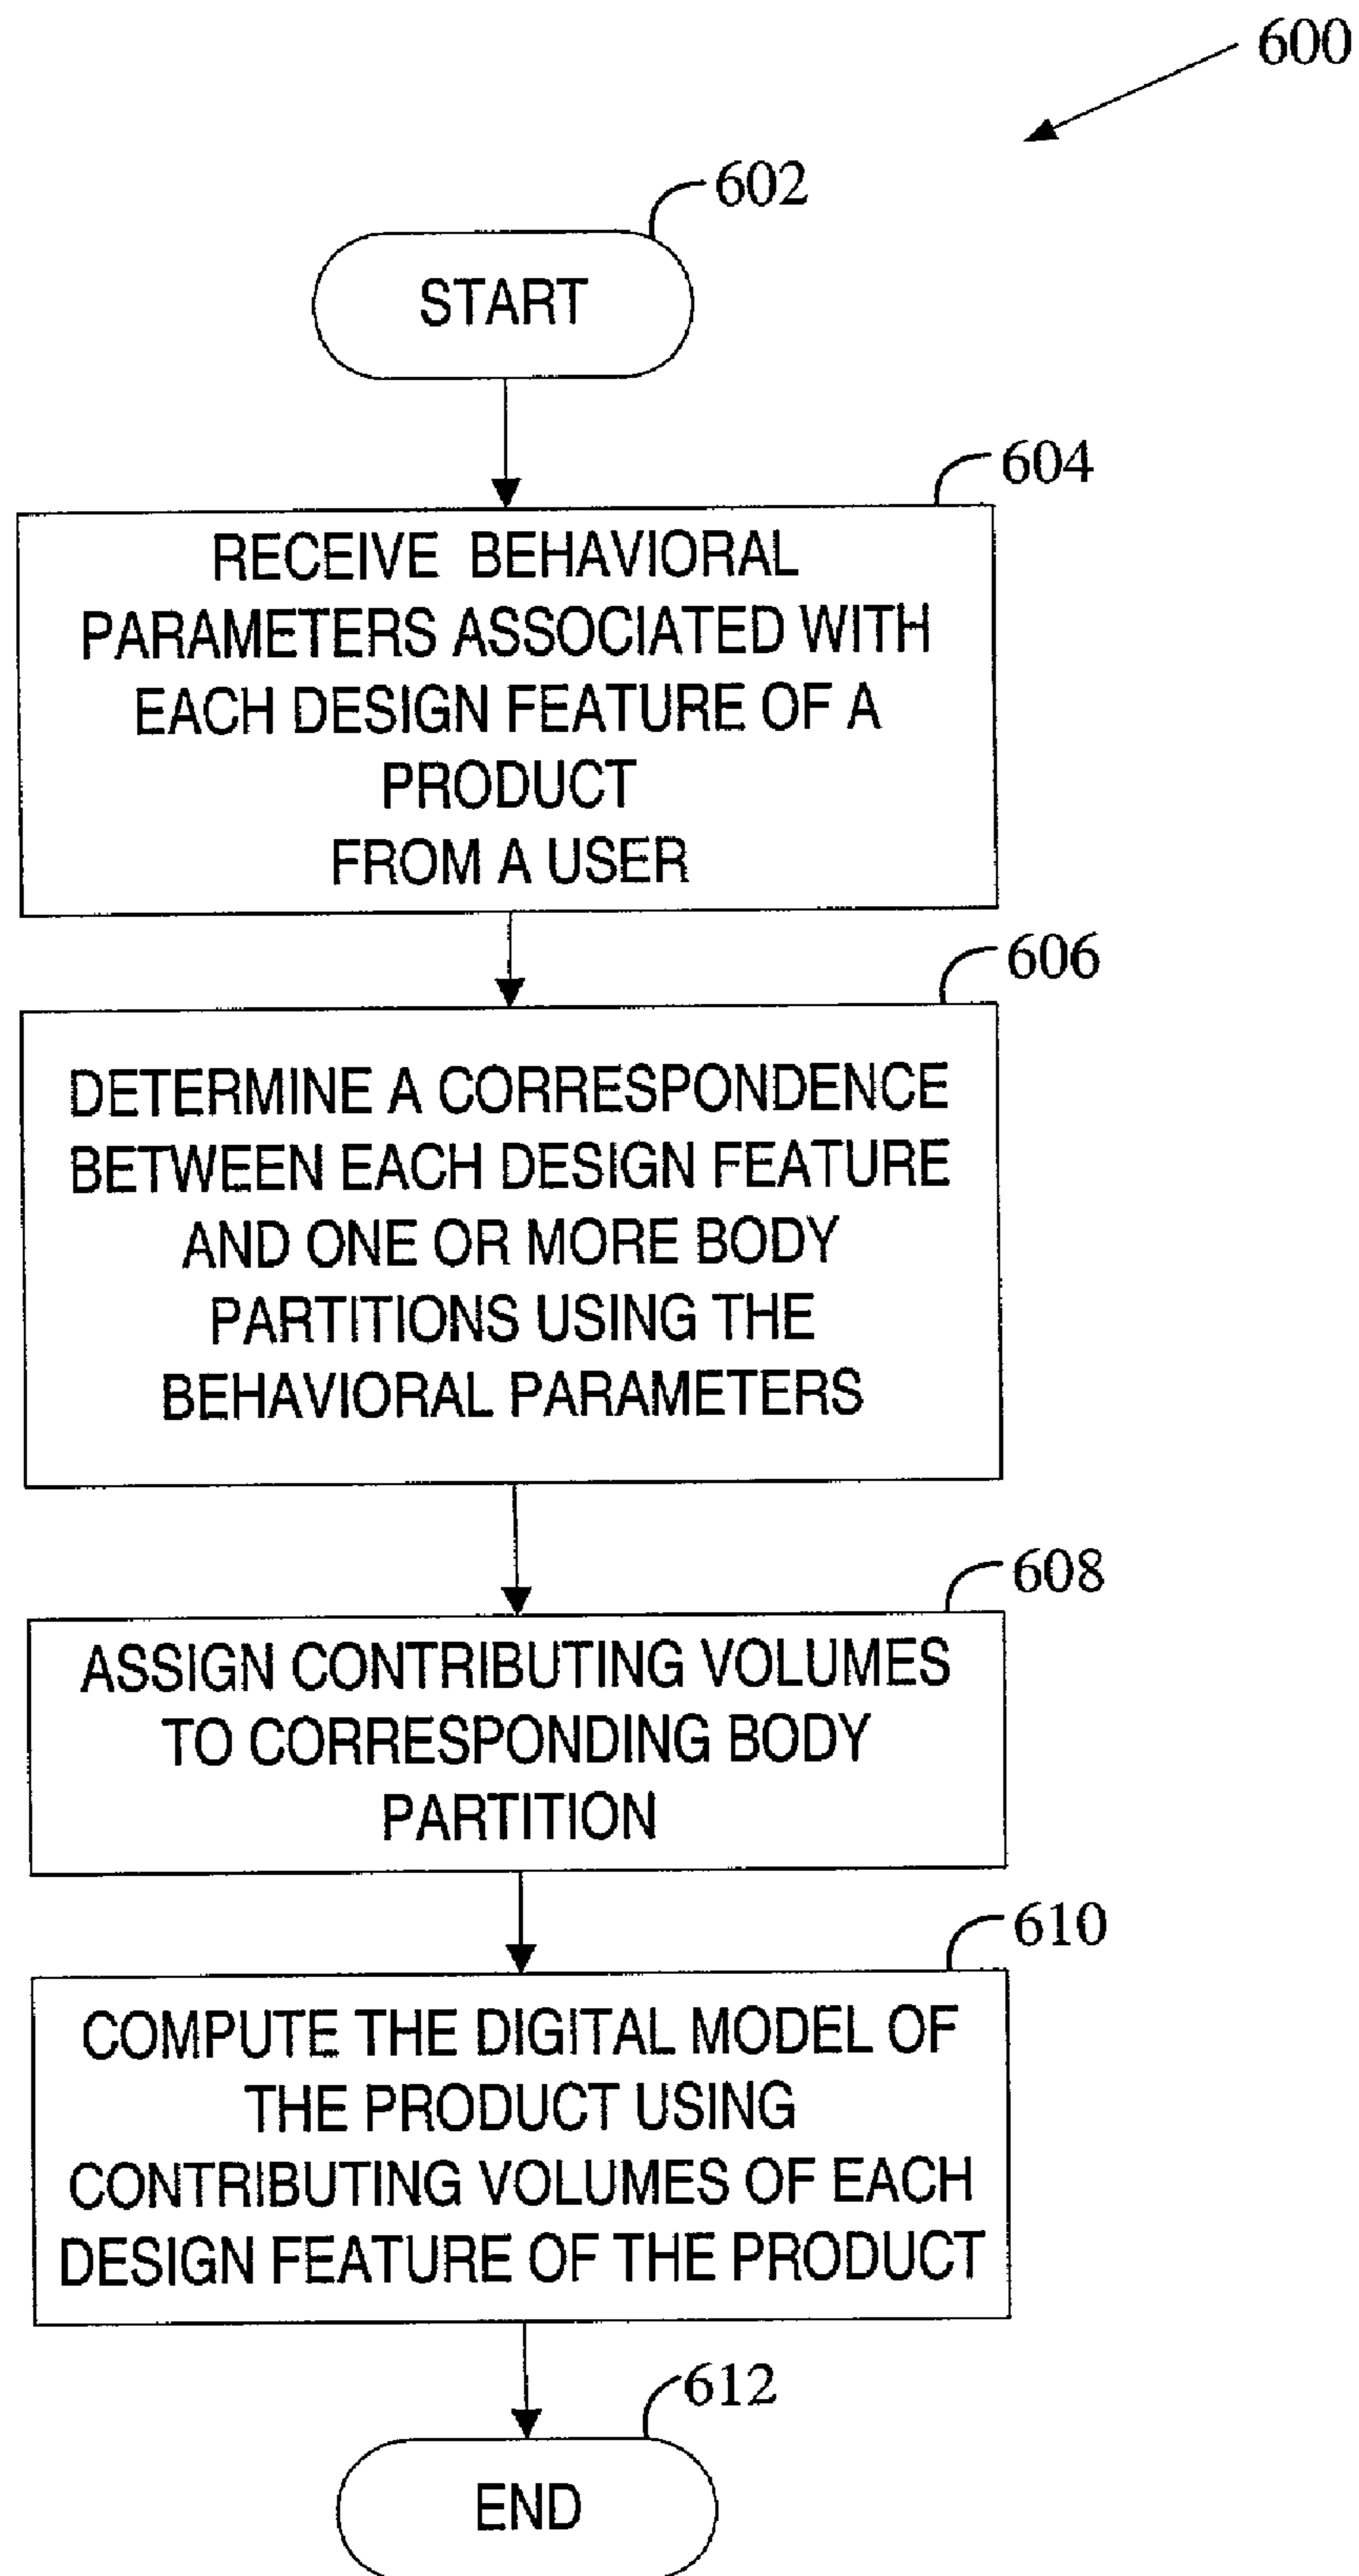 600
602
START
604
RECEIVE BEHAVIORAL
PARAMETERS ASSOCIATED WITH
EACH DESIGN FEATURE OF A
PRODUCT
FROM A USER
606
DETERMINE A CORRESPONDENCE
BETWEEN EACH DESIGN FEATURE
AND ONE OR MORE BODY
PARTITIONS USING THE
BEHAVIORAL PARAMETERS
608
ASSIGN CONTRIBUTING VOLUMES
TO CORRESPONDING BODY
PARTITION
610
COMPUTE THE DIGITAL MODEL OF
THE PRODUCT USING
CONTRIBUTING VOLUMES OF EACH
DESIGN FEATURE OF THE PRODUCT
612
END